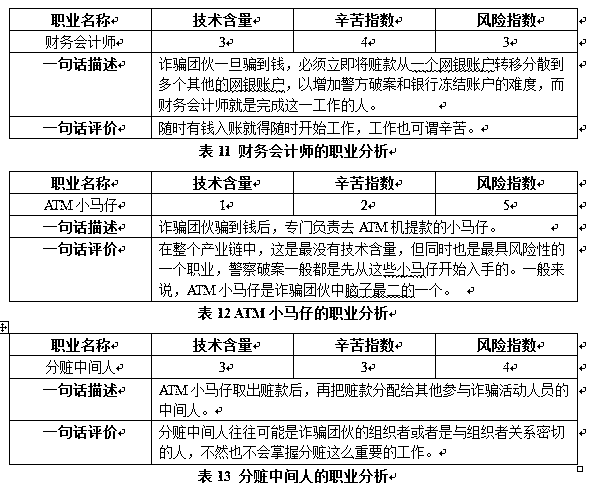 职业名称 技术含量 辛苦指数 风险指数
财务会计师 3 4 3
一句话描述 诈骗团伙一旦骗到钱，必须立即将赃款从一个网银账户转移分散到
多个其他的网银账户，以增加警方破案和银行冻结账户的难度，而
财务会计师就是完成这一工作的人。
一句话评价 随时有钱入账就得随时开始工作，工作也可谓辛苦。
表 11 财务会计师的职业分析
职业名称 技术含量 辛苦指数 风险指数
ATM 小马仔 1 2 5
一句话描述 诈骗团伙骗到钱后，专门负责去 ATM 机提款的小马仔。
一句话评价 在整个产业链中，这是最没有技术含量，但同时也是最具风险性的
一个职业，警察破案一般都是先从这些小马仔开始入手的。一般来
说，ATM 小马仔是诈骗团伙中脑子最二的一个。
表 12 ATM 小马仔的职业分析
职业名称 技术含量 辛苦指数 风险指数
分赃中间人 3 3 4
一句话描述 ATM 小马仔取出赃款后，再把赃款分配给其他参与诈骗活动人员的
中间人。
一句话评价 分赃中间人往往可能是诈骗团伙的组织者或者是与组织者关系密切
的人，不然也不会掌握分赃这么重要的工作。
表 13 分赃中间人的职业分析